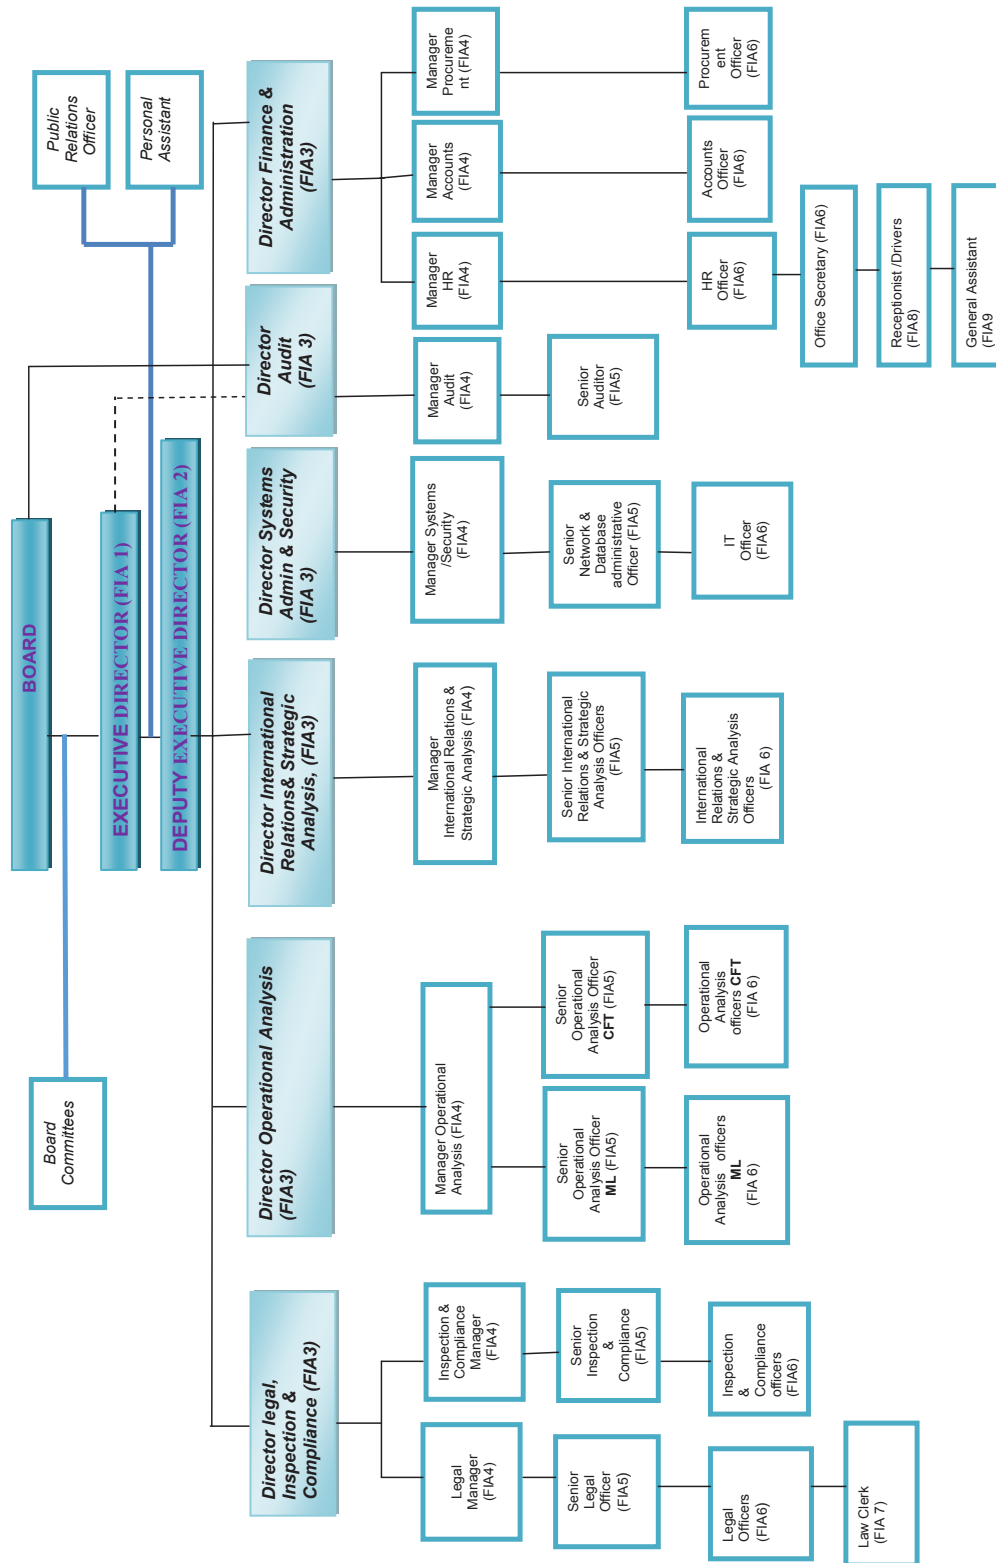 BOARD
Board
Committees
EXECUTIVE DIRECTOR (FIA 1)
DEPUTY EXECUTIVE DIRECTOR (FIA 2)
Public
Relations
Officer
Personal
Assistant
Director legal,
Inspection &
Compliance (FIA3)
Director Operational Analysis
(FIA3)
Director International
Relations& Strategic
Analysis, (FIA3)
Director Systems
Admin & Security
(FIA 3)
Director
Audit
(FIA 3)
Director Finance &
Administration
(FIA3)
Legal
Manager
(FIA4)
Inspection &
Compliance
Manager
(FIA4)
Manager Operational
Analysis (FIA4)
Manager
International Relations &
Strategic Analysis (FIA4)
Manager Systems
/Security
(FIA4)
Manager
Audit
(FIA4)
Manager
HR
(FIA4)
Manager
Accounts
(FIA4)
Manager
Procureme
nt (FIA4)
Senior
Legal
Officer
(FIA5)
Senior
Inspection
&
Compliance
(FIA5)
Senior
Operational
Analysis Officer
ML (FIA5)
Senior
Operational
Analysis Officer
CFT (FIA5)
Senior International
Relations & Strategic
Analysis Officers
(FIA5)
Senior
Network &
Database
administrative
Officer (FIA5)
Senior
Auditor
(FIA5)
Legal
Officers
(FIA6)
Inspection
&
Compliance
officers
(FIA6)
Operational
Analysis officers
ML
(FIA 6)
Operational
Analysis
officers CFT
(FIA 6)
International
Relations &
Strategic Analysis
Officers
(FIA 6)
IT
Officer
(FIA6)
HR
Officer
(FIA6)
Accounts
Officer
(FIA6)
Procurem
ent
Officer
(FIA6)
Law Clerk
(FIA 7)
Office Secretary (FIA6)
Receptionist /Drivers
(FIA8)
General Assistant
(FIA9